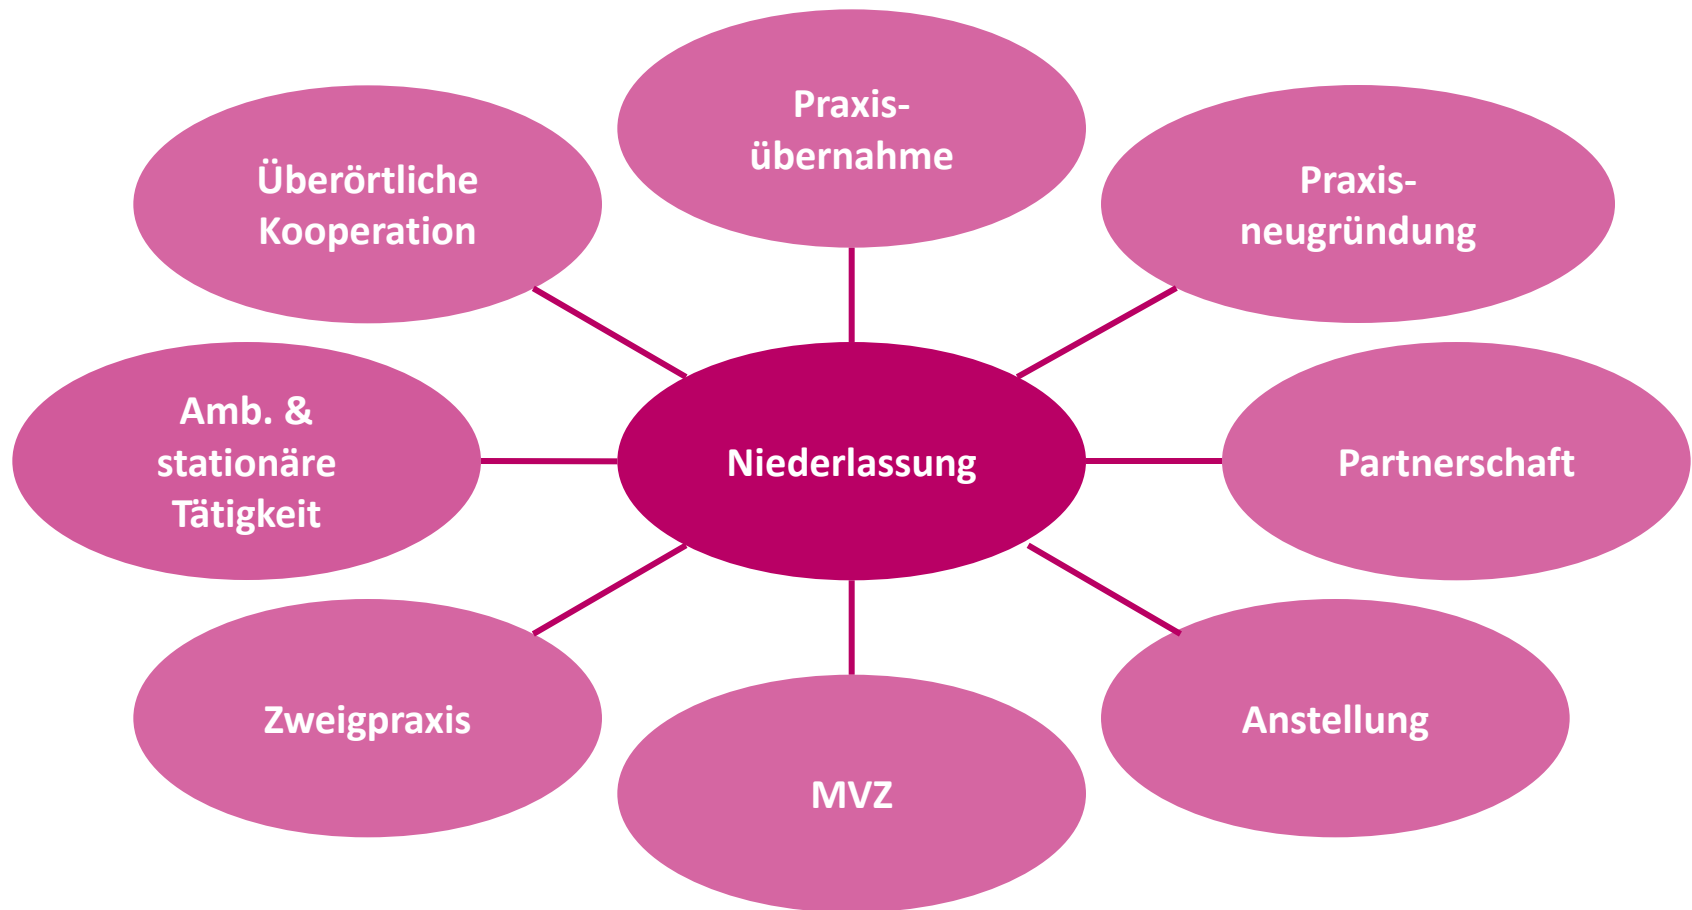 Praxis-
übernahme
Praxis-
neugründung
Partnerschaft
Anstellung
MVZ
Zweigpraxis
Amb. &
stationäre
Tätigkeit
Überörtliche
Kooperation
Niederlassung